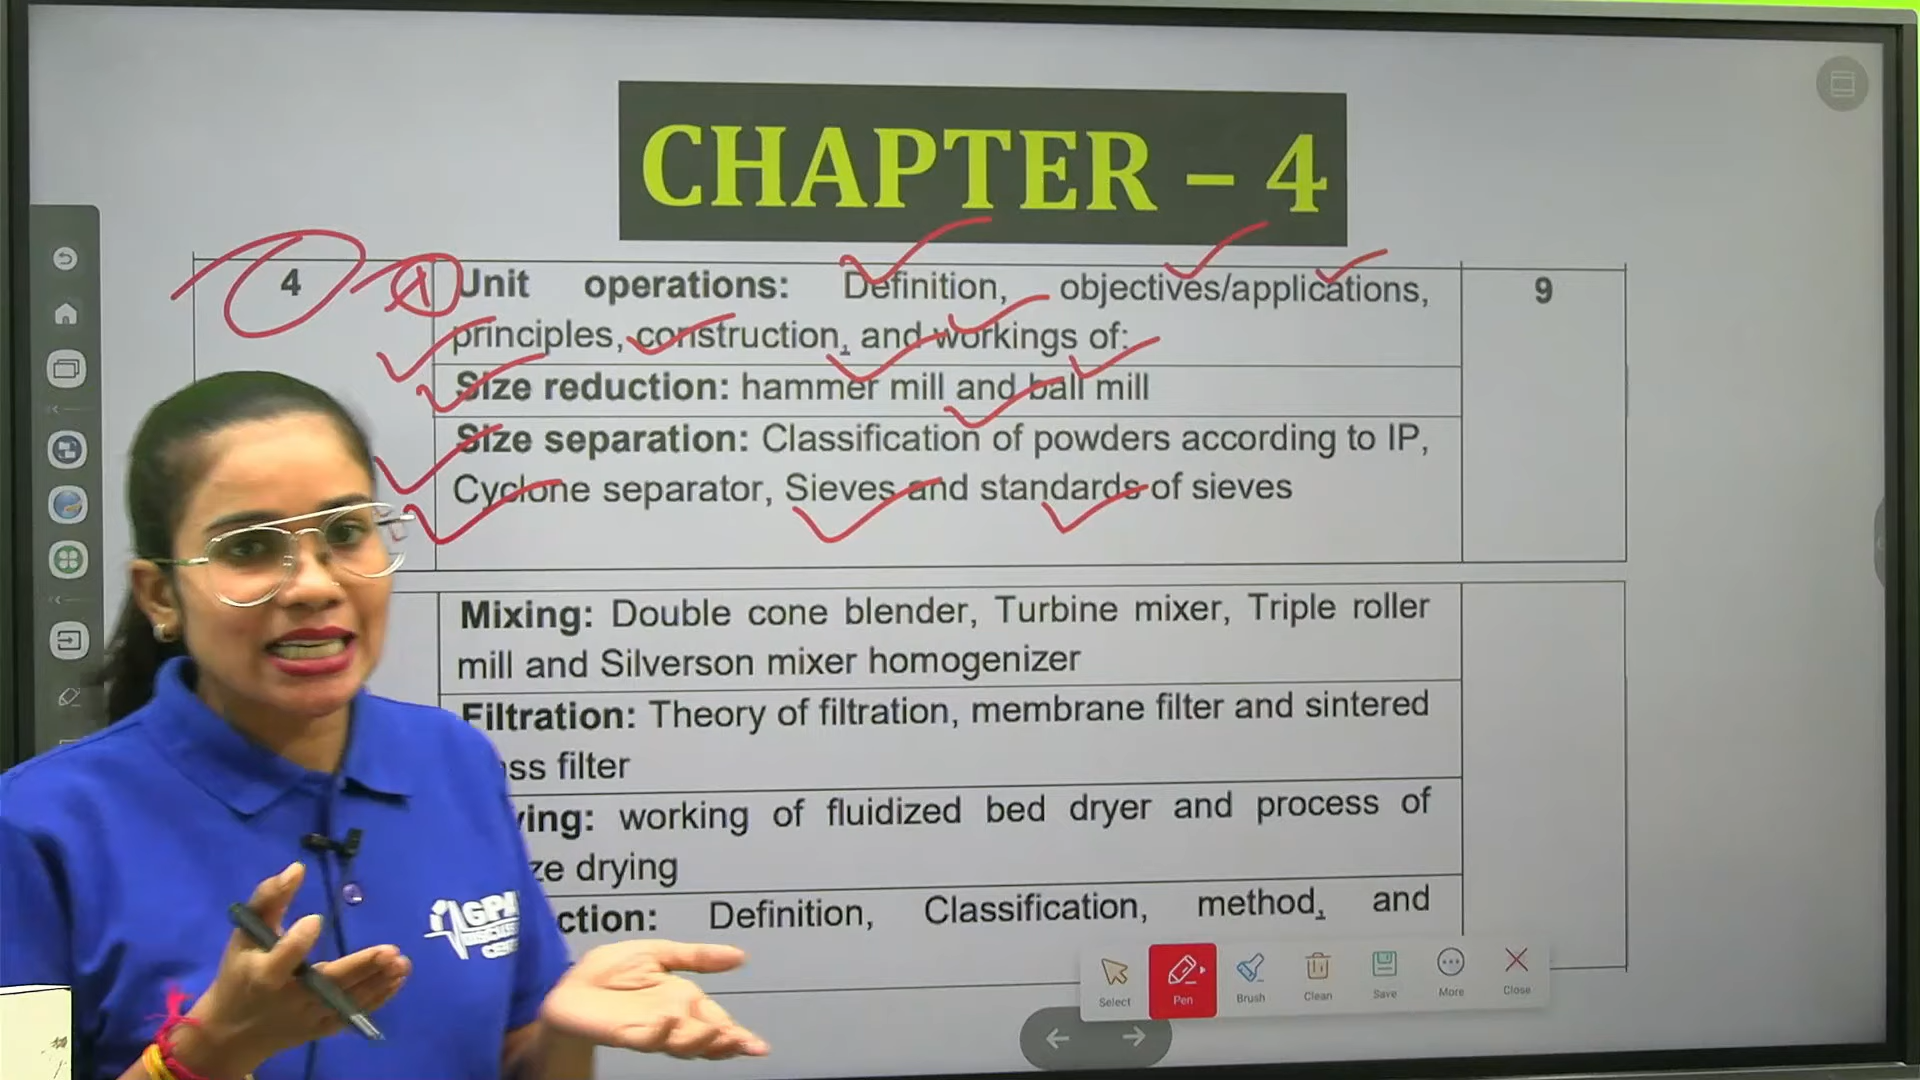 CHAPTER – 4
4 Unit operations: Definition, objectives/applications, 9
principles, construction, and workings of:
Size reduction: hammer mill and ball mill
Size separation: Classification of powders according to IP,
Cyclone separator, Sieves and standards of sieves
Mixing: Double cone blender, Turbine mixer, Triple roller
mill and Silverson mixer homogenizer
Filtration: Theory of filtration, membrane filter and sintered
ss filter
ying: working of fluidized bed dryer and process of
ze drying
ction: Definition, Classification, method, and
GPA
Select Pen Brush Clean Save More Close